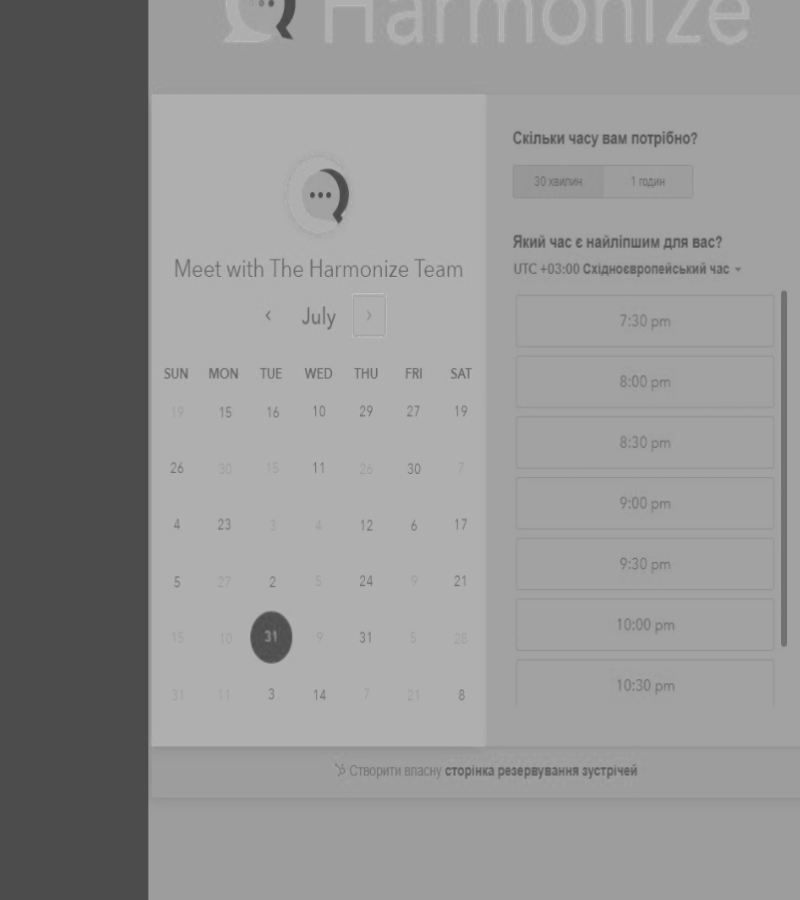 Harmonize
Meet with The Harmonize Team
‹ July ›
SUN MON TUE WED THU FRI SAT
19 15 16 10 29 27 19
26 30 15 11 26 30 7
4 23 3 4 12 6 17
5 27 2 5 24 9 21
15 10 31 9 31 5 28
31 11 3 14 7 21 8
Скільки часу вам потрібно?
30 хвилин 1 годин
Який час є найліпшим для вас?
UTC +03:00 Східноєвропейський час
7:30 pm
8:00 pm
8:30 pm
9:00 pm
9:30 pm
10:00 pm
10:30 pm
Створити власну сторінка резервування зустрічей